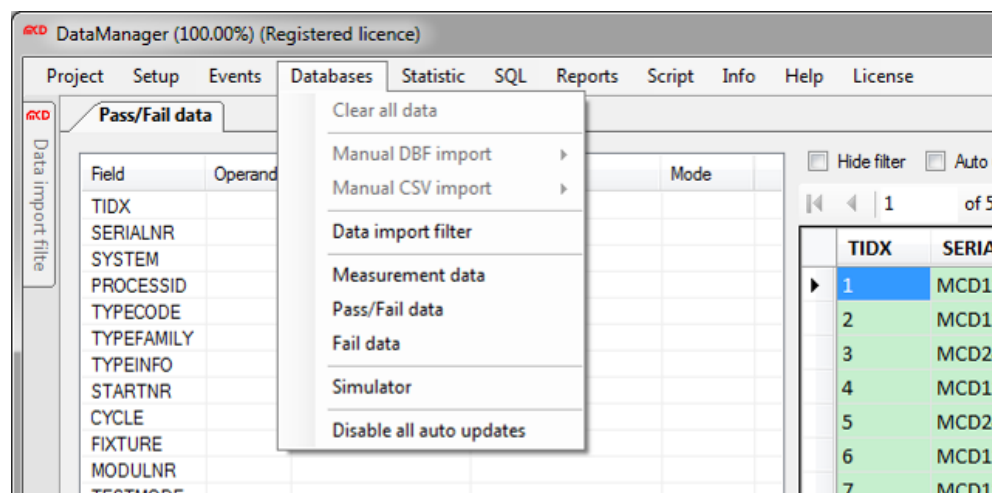 MCD DataManager (100.00%) (Registered licence)
Project Setup Events Databases Statistic SQL Reports Script Info Help License
MCD
Data import filte
Pass/Fail data
Clear all data
Manual DBF import
Manual CSV import
Data import filter
Measurement data
Pass/Fail data
Fail data
Simulator
Disable all auto updates
Field Operand Mode
TIDX
SERIALNR
SYSTEM
PROCESSID
TYPECODE
TYPEFAMILY
TYPEINFO
STARTNR
CYCLE
FIXTURE
MODULNR
TESTMODE
Hide filter Auto
1 of 5
TIDX SERIA
1 MCD1
2 MCD1
3 MCD2
4 MCD1
5 MCD2
6 MCD1
7 MCD1